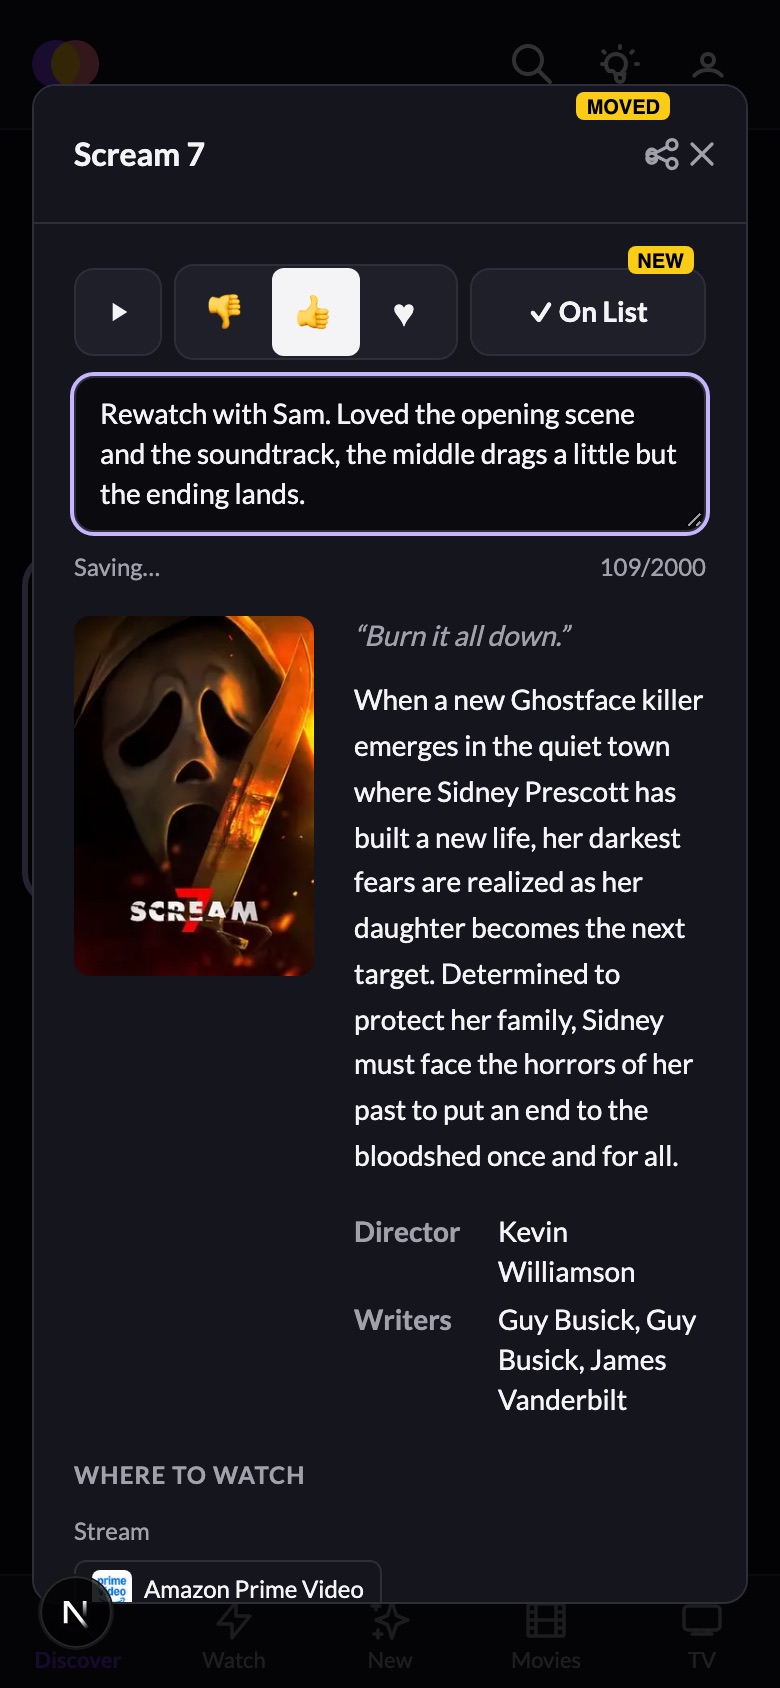 MOVED
Scream 7
NEW
✓ On List
Rewatch with Sam. Loved the opening scene
and the soundtrack, the middle drags a little but
the ending lands.
Saving...
109/2000
“Burn it all down.”
When a new Ghostface killer
emerges in the quiet town
where Sidney Prescott has
built a new life, her darkest
fears are realized as her
daughter becomes the next
target. Determined to
protect her family, Sidney
must face the horrors of her
past to put an end to the
bloodshed once and for all.
SCREAM
7
Director Kevin
Williamson
Writers Guy Busick, Guy
Busick, James
Vanderbilt
WHERE TO WATCH
Stream
prime
video
Amazon Prime Video
N
Discover Watch New Movies TV